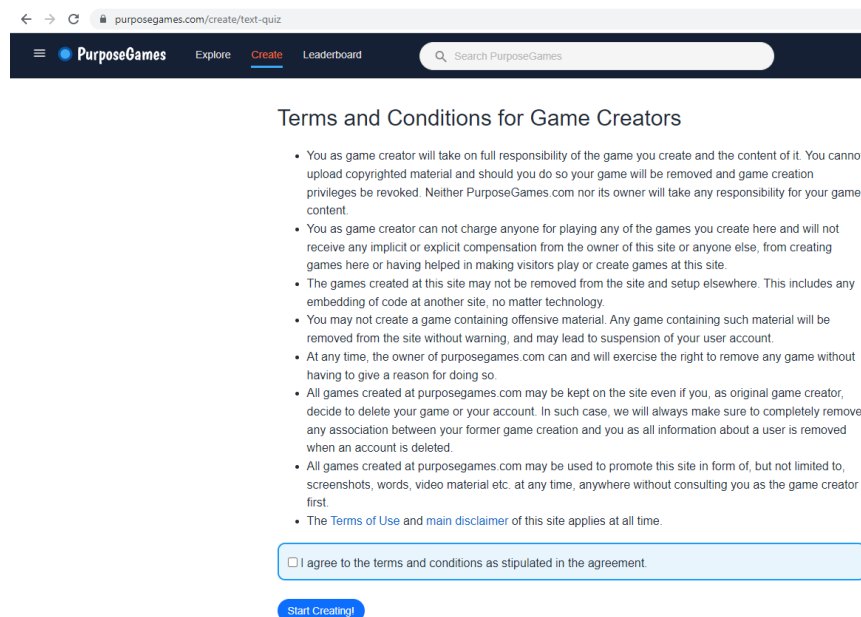 purposegames.com/create/text-quiz
PurposeGames Explore Create Leaderboard Search PurposeGames
Terms and Conditions for Game Creators
• You as game creator will take on full responsibility of the game you create and the content of it. You canno
upload copyrighted material and should you do so your game will be removed and game creation
privileges be revoked. Neither PurposeGames.com nor its owner will take any responsibility for your game
content.
• You as game creator can not charge anyone for playing any of the games you create here and will not
receive any implicit or explicit compensation from the owner of this site or anyone else, from creating
games here or having helped in making visitors play or create games at this site.
• The games created at this site may not be removed from the site and setup elsewhere. This includes any
embedding of code at another site, no matter technology.
• You may not create a game containing offensive material. Any game containing such material will be
removed from the site without warning, and may lead to suspension of your user account.
• At any time, the owner of purposegames.com can and will exercise the right to remove any game without
having to give a reason for doing so.
• All games created at purposegames.com may be kept on the site even if you, as original game creator,
decide to delete your game or your account. In such case, we will always make sure to completely remove
any association between your former game creation and you as all information about a user is removed
when an account is deleted.
• All games created at purposegames.com may be used to promote this site in form of, but not limited to,
screenshots, words, video material etc. at any time, anywhere without consulting you as the game creator
first.
• The Terms of Use and main disclaimer of this site applies at all time.
I agree to the terms and conditions as stipulated in the agreement.
Start Creating!